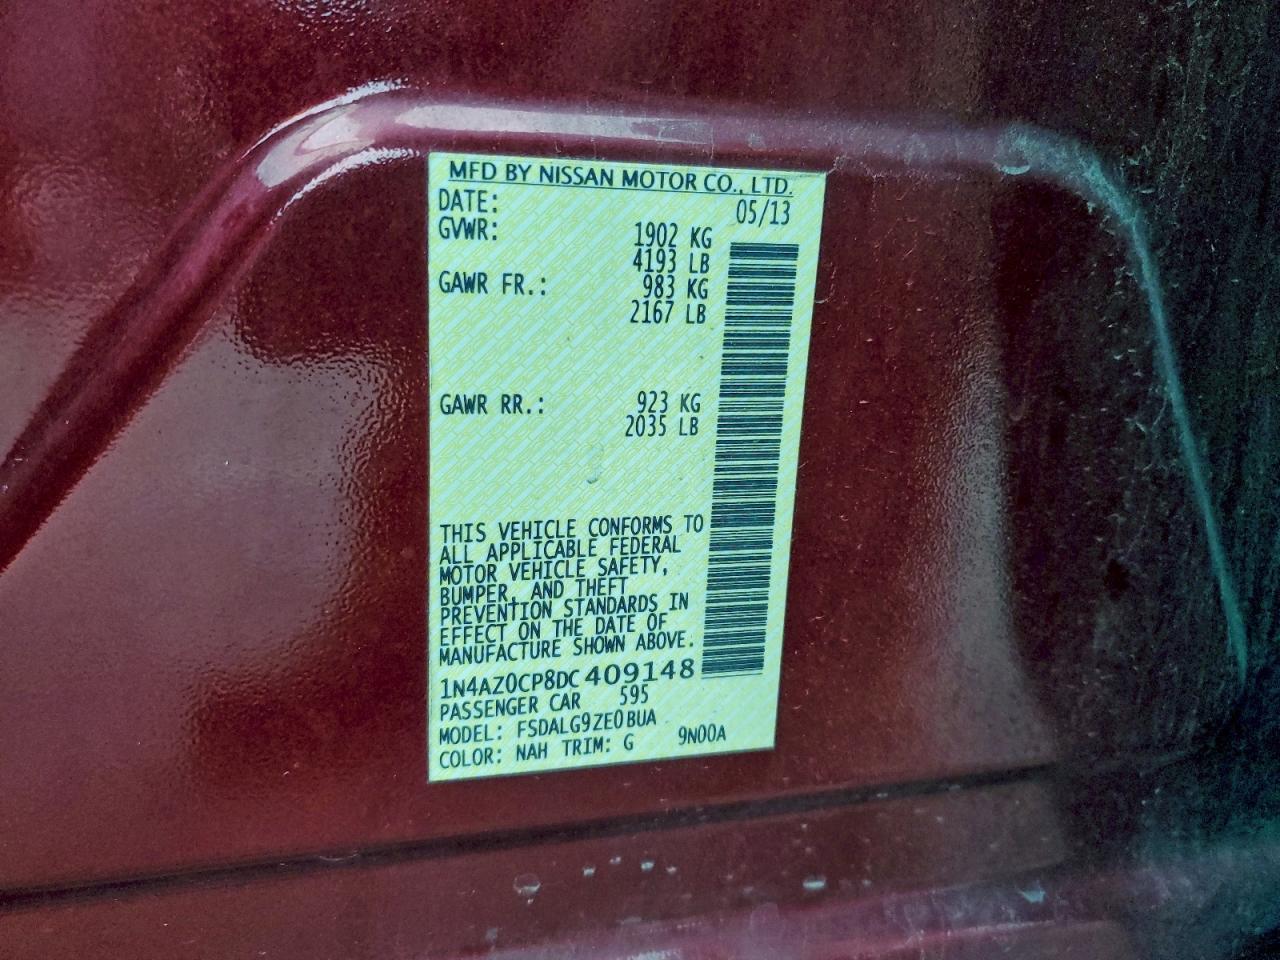 MFD BY NISSAN MOTOR CO., LTD.
DATE: 05/13
GVWR: 1902 KG
4193 LB
GAWR FR.: 983 KG
2167 LB
GAWR RR.: 923 KG
2035 LB
THIS VEHICLE CONFORMS TO
ALL APPLICABLE FEDERAL
MOTOR VEHICLE SAFETY,
BUMPER, AND THEFT
PREVENTION STANDARDS IN
EFFECT ON THE DATE OF
MANUFACTURE SHOWN ABOVE.
1N4AZ0CP8DC409148
PASSENGER CAR 595
MODEL: FSDALG9ZE0BUA
COLOR: NAH TRIM: G 9N00A